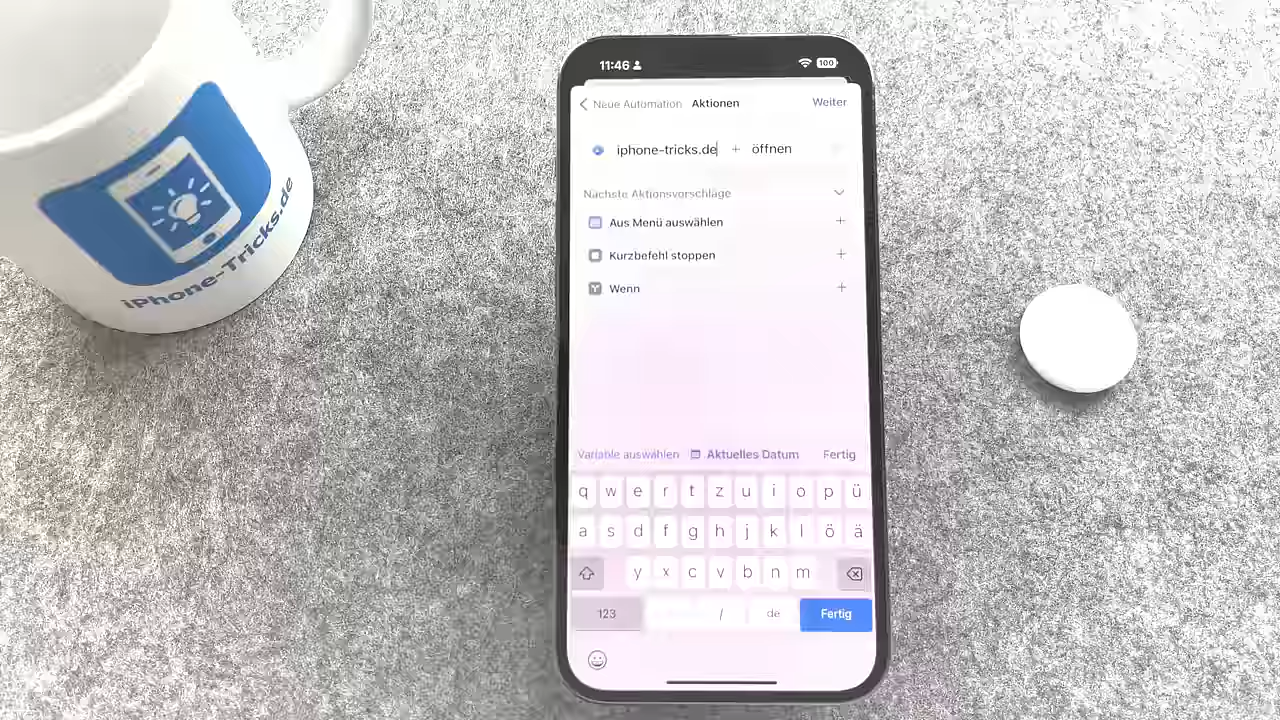 iPhone-Tricks.de
11:46
100
Neue Automation Aktionen Weiter
iphone-tricks.de + öffnen
Nächste Aktionsvorschläge
Aus Menü auswählen +
Kurzbefehl stoppen +
Wenn +
Variable auswählen Aktuelles Datum Fertig
q w e r t z u i o p ü
a s d f g h j k l ö ä
y x c v b n m
123 / de Fertig